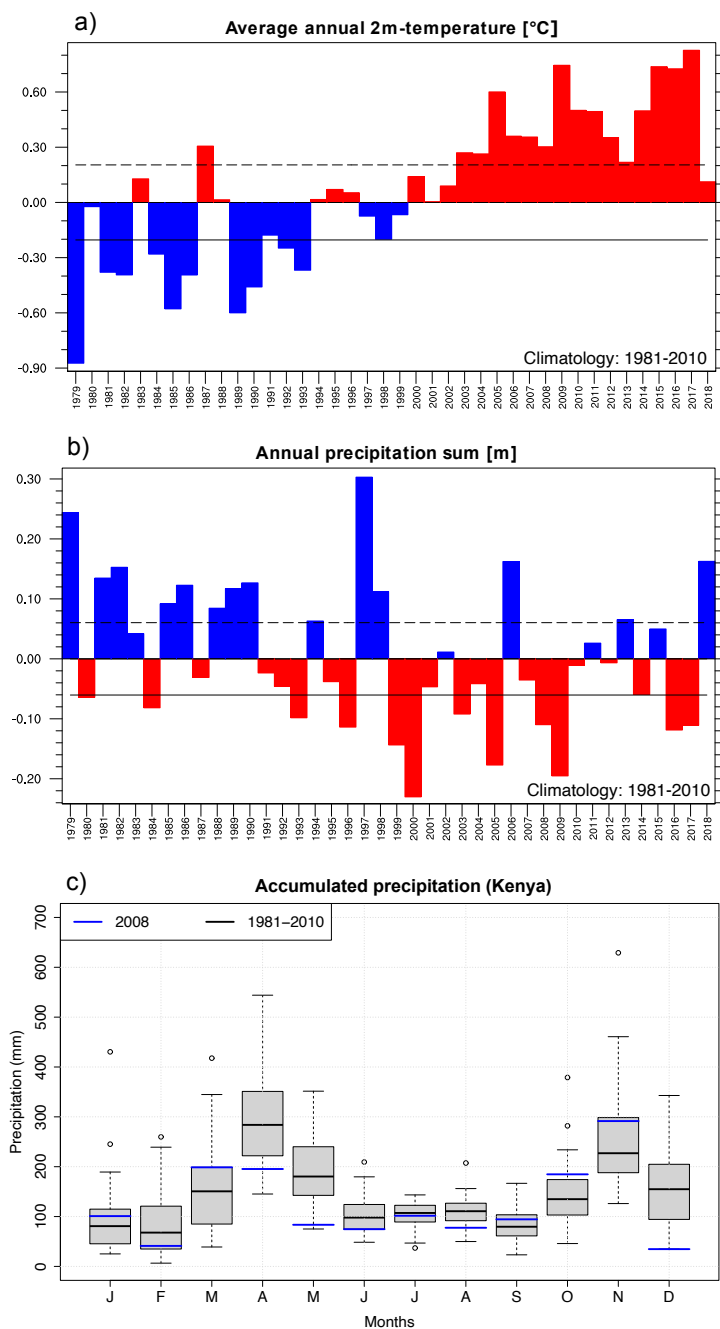 a)
Average annual 2m-temperature [°C]
0.60
0.30
0.00
-0.30
-0.60
-0.90
Climatology: 1981-2010
1979 1980 1981 1982 1983 1984 1985 1986 1987 1988 1989 1990 1991 1992 1993 1994 1995 1996 1997 1998 1999 2000 2001 2002 2003 2004 2005 2006 2007 2008 2009 2010 2011 2012 2013 2014 2015 2016 2017 2018
b)
Annual precipitation sum [m]
0.30
0.20
0.10
0.00
-0.10
-0.20
Climatology: 1981-2010
1979 1980 1981 1982 1983 1984 1985 1986 1987 1988 1989 1990 1991 1992 1993 1994 1995 1996 1997 1998 1999 2000 2001 2002 2003 2004 2005 2006 2007 2008 2009 2010 2011 2012 2013 2014 2015 2016 2017 2018
c)
Accumulated precipitation (Kenya)
2008 1981−2010
Precipitation (mm)
700
600
500
400
300
200
100
0
J F M A M J J A S O N D
Months